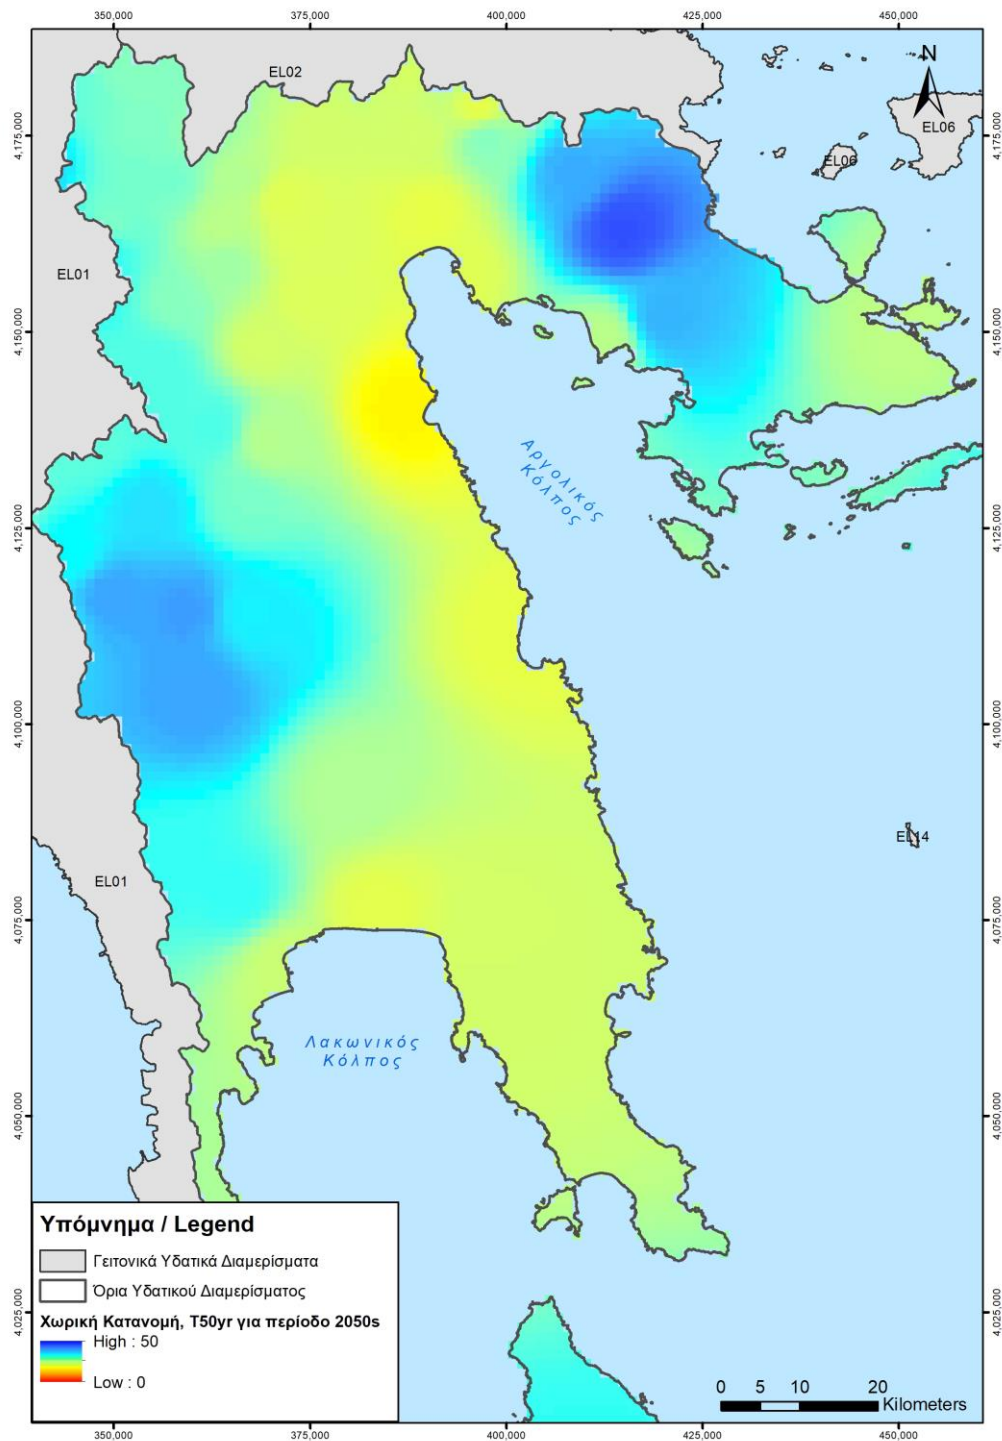 350,000 375,000 400,000 425,000 450,000
N
EL02
4,175,000 4,175,000
EL06
EL06
EL01
4,150,000 4,150,000
Αργολικός
Κόλπος
4,125,000 4,125,000
4,100,000 4,100,000
EL14
EL01
4,075,000 4,075,000
Λακωνικός
Κόλπος
4,050,000 4,050,000
Υπόμνημα / Legend
Γειτονικά Υδατικά Διαμερίσματα
Όρια Υδατικού Διαμερίσματος
Χωρική Κατανομή, T50yr για περίοδο 2050s
High : 50
Low : 0
4,025,000 4,025,000
0 5 10 20
Kilometers
350,000 375,000 400,000 425,000 450,000